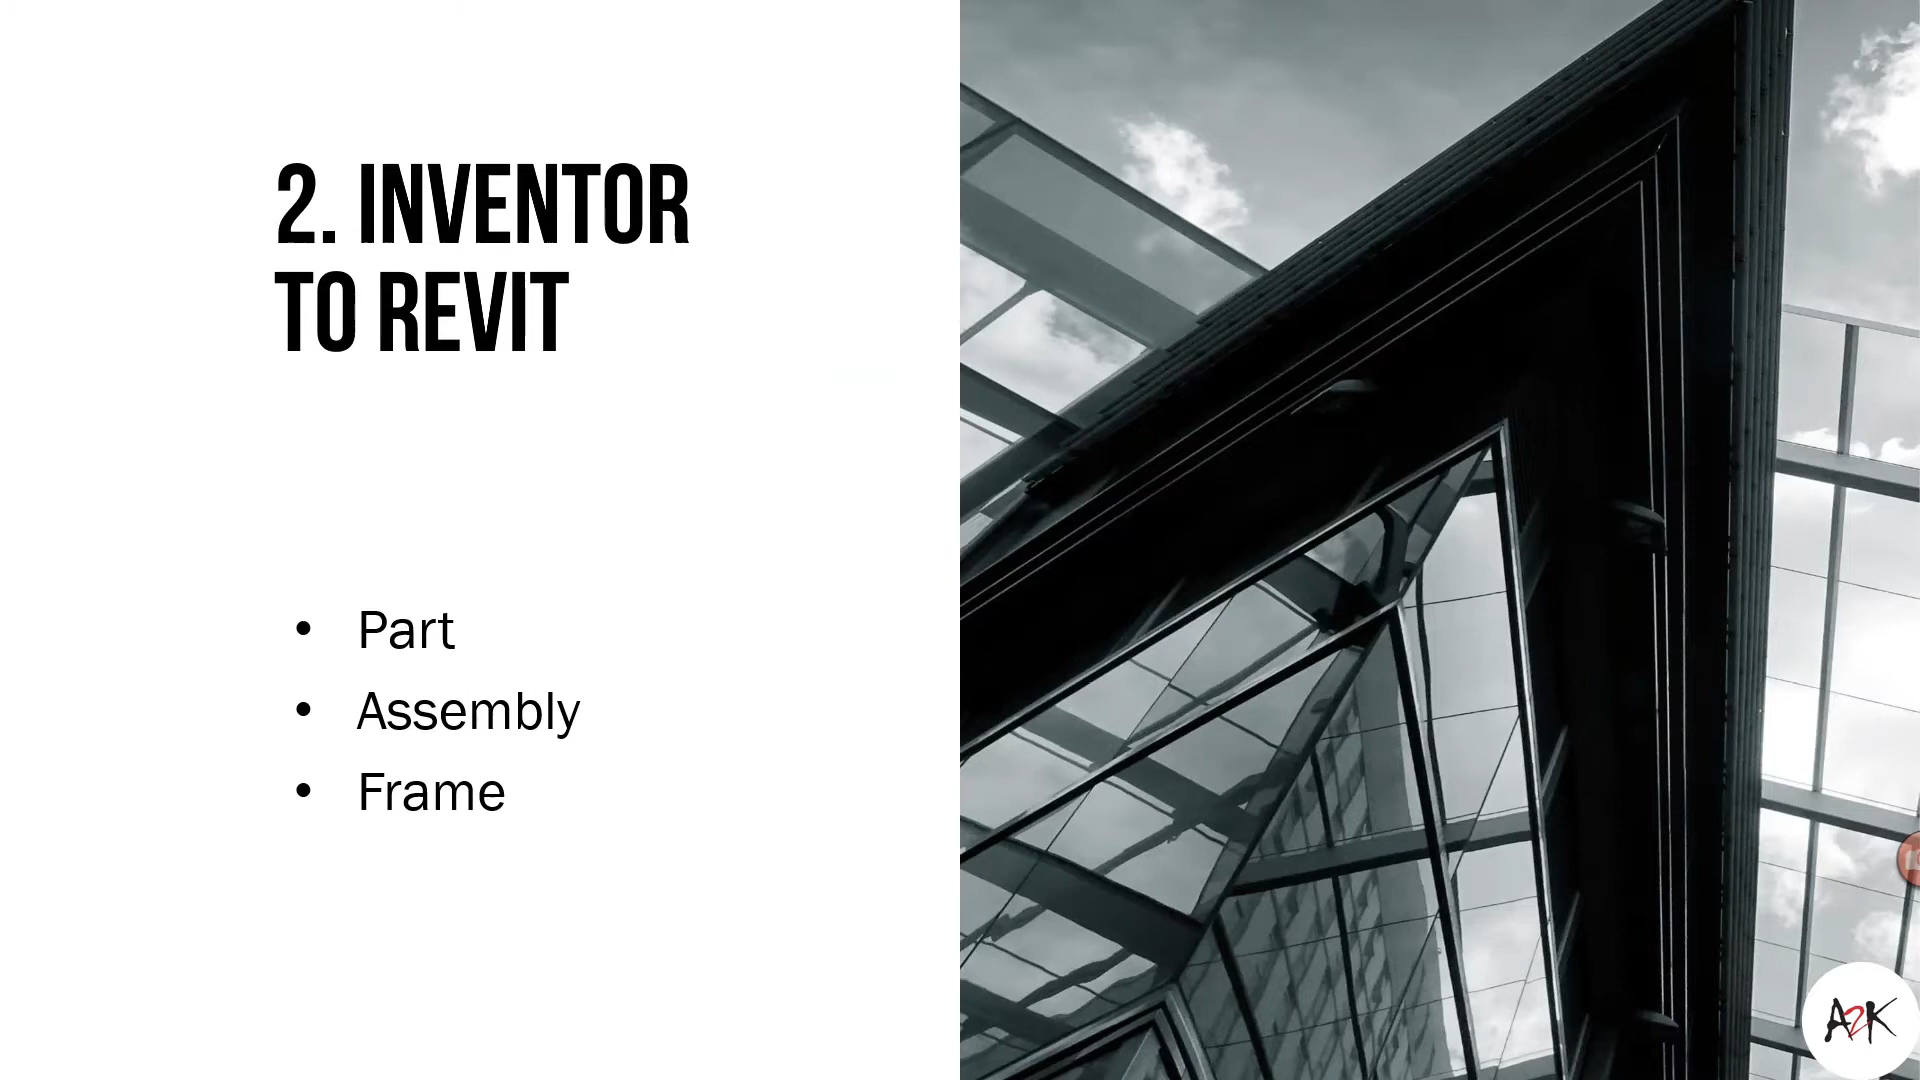 2. INVENTOR
TO REVIT
• Part
• Assembly
• Frame
A2K